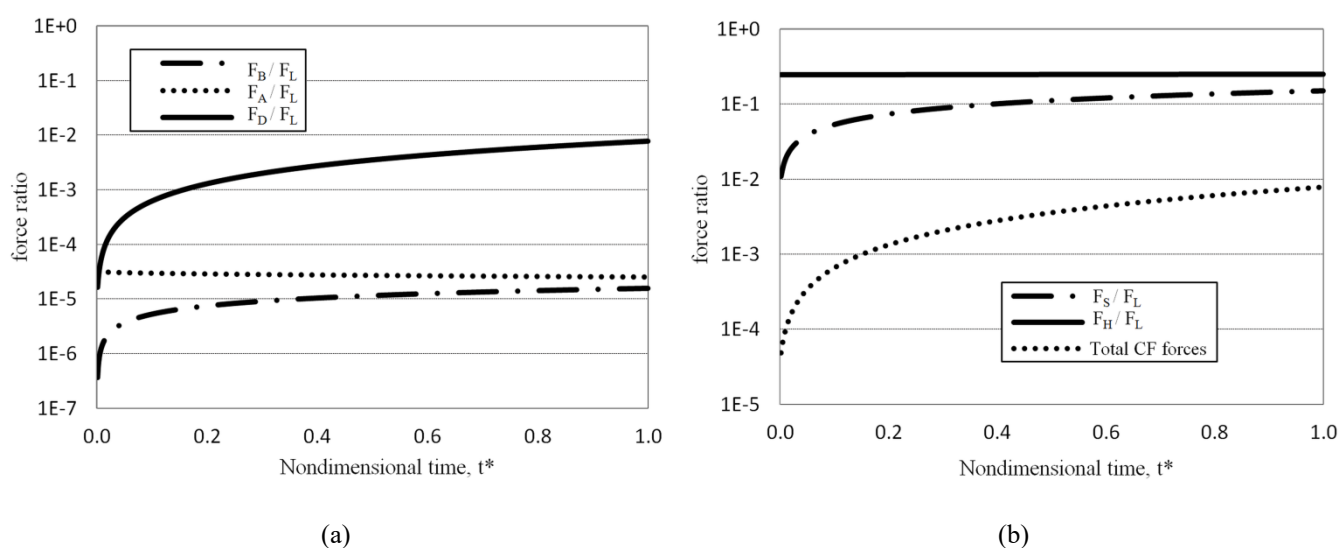 1E+0
1E-1
1E-2
1E-3
1E-4
1E-5
1E-6
1E-7
force ratio
F_B / F_L
F_A / F_L
F_D / F_L
0.0 0.2 0.4 0.6 0.8 1.0
Nondimensional time, t*
(a)
1E+0
1E-1
1E-2
1E-3
1E-4
1E-5
force ratio
F_S / F_L
F_H / F_L
Total CF forces
0.0 0.2 0.4 0.6 0.8 1.0
Nondimensional time, t*
(b)